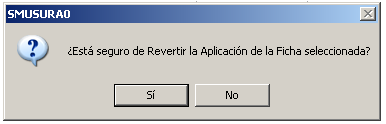 SMUSURA0
¿Está seguro de Revertir la Aplicación de la Ficha seleccionada?
Sí
No